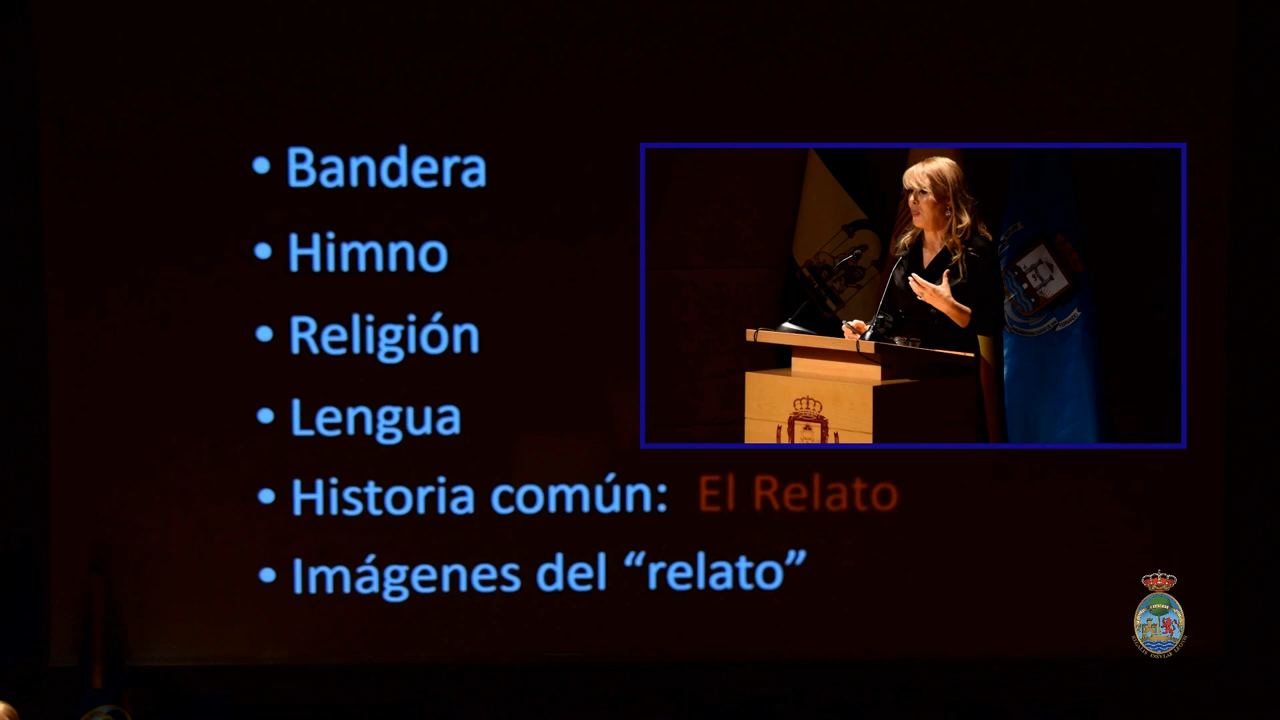 • Bandera
• Himno
• Religión
• Lengua
• Historia común: El Relato
• Imágenes del “relato”